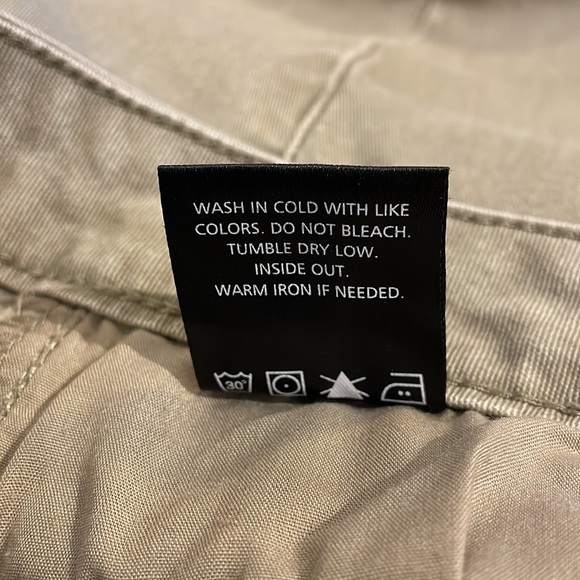 WASH IN COLD WITH LIKE
COLORS. DO NOT BLEACH.
TUMBLE DRY LOW.
INSIDE OUT.
WARM IRON IF NEEDED.
30°